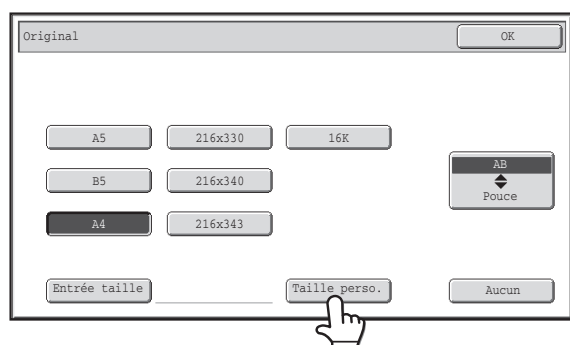 Original OK
A5 216x330 16K
AB
B5 216x340
Pouce
A4 216x343
Entrée taille Taille perso. Aucun